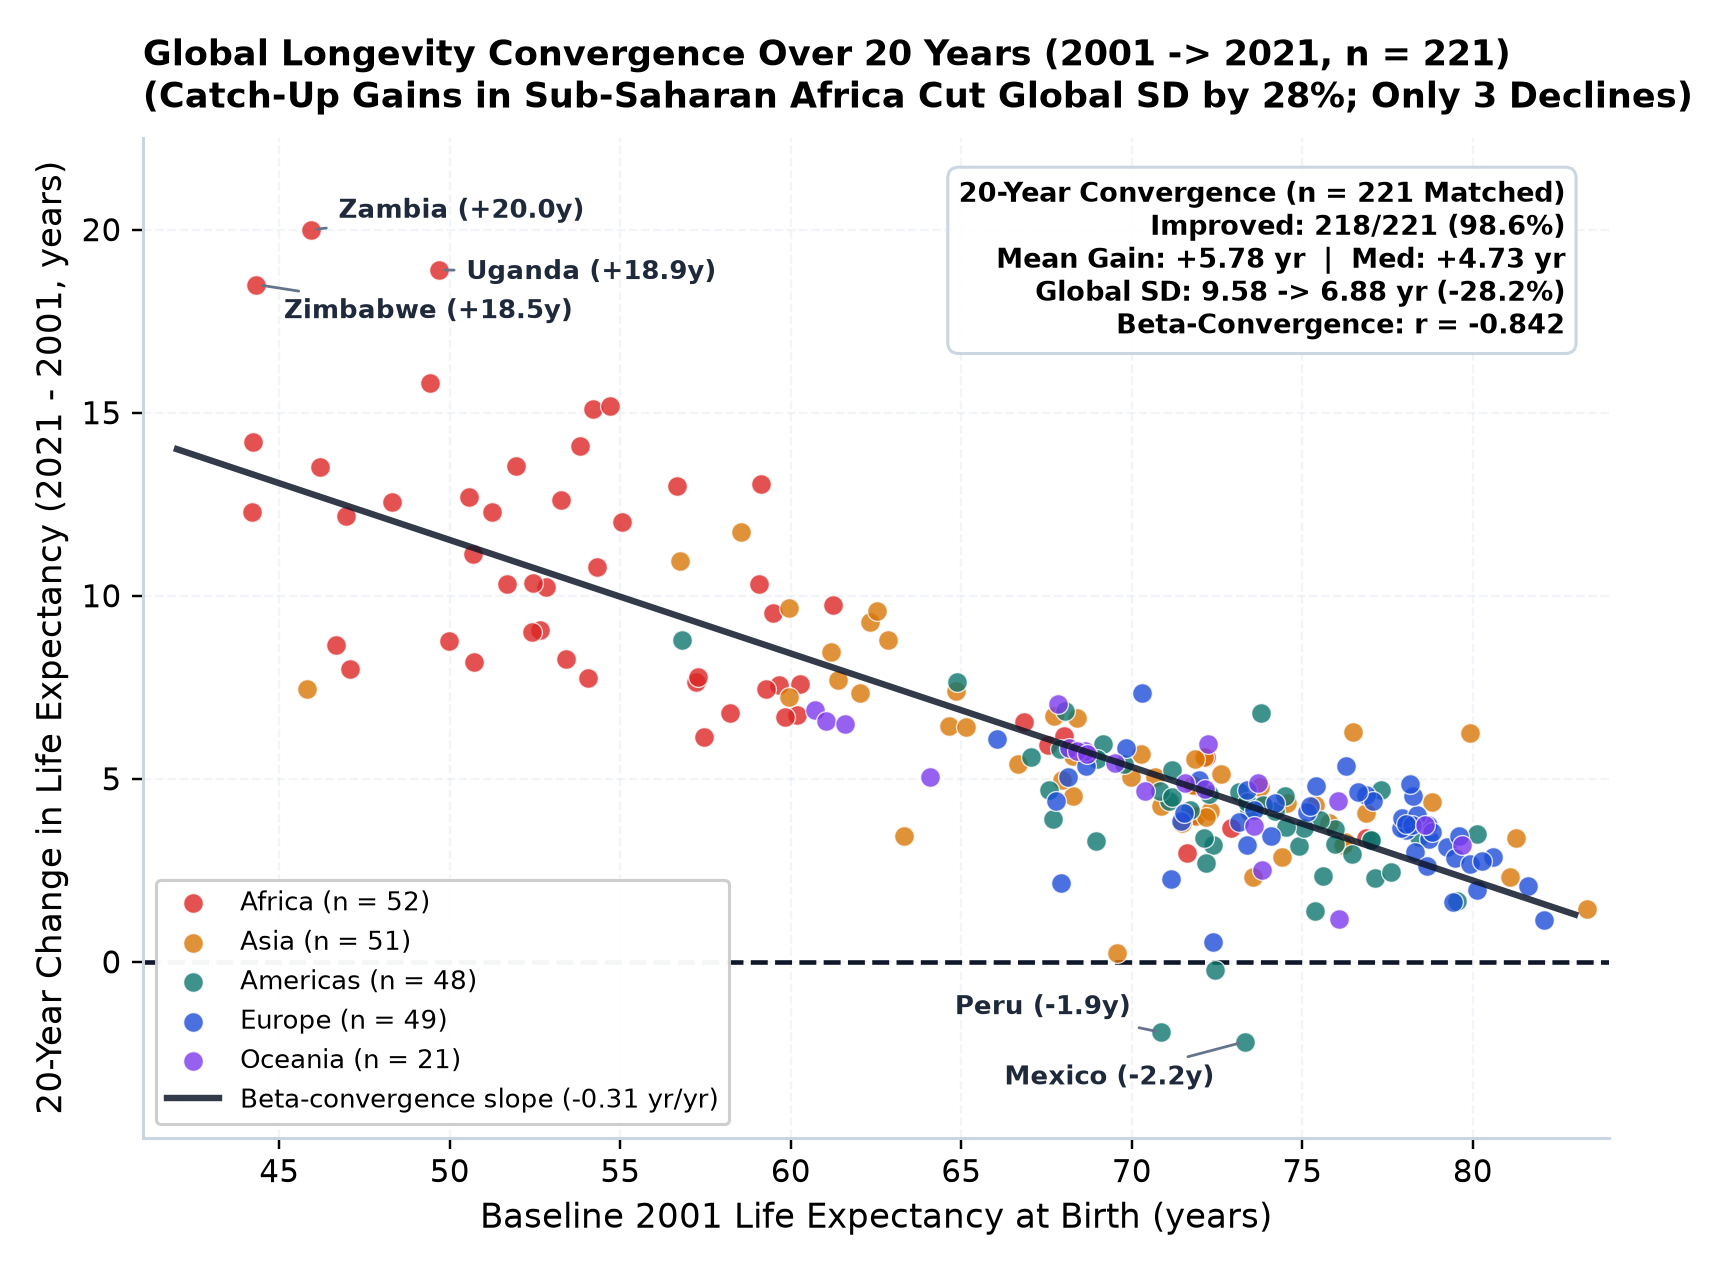 Global Longevity Convergence Over 20 Years (2001 -> 2021, n = 221)
(Catch-Up Gains in Sub-Saharan Africa Cut Global SD by 28%; Only 3 Declines)
20-Year Convergence (n = 221 Matched)
Improved: 218/221 (98.6%)
Mean Gain: +5.78 yr | Med: +4.73 yr
Global SD: 9.58 -> 6.88 yr (-28.2%)
Beta-Convergence: r = -0.842
Zambia (+20.0y)
Uganda (+18.9y)
Zimbabwe (+18.5y)
Peru (-1.9y)
Mexico (-2.2y)
20-Year Change in Life Expectancy (2021 - 2001, years)
20
15
10
5
0
Africa (n = 52)
Asia (n = 51)
Americas (n = 48)
Europe (n = 49)
Oceania (n = 21)
Beta-convergence slope (-0.31 yr/yr)
45 50 55 60 65 70 75 80
Baseline 2001 Life Expectancy at Birth (years)